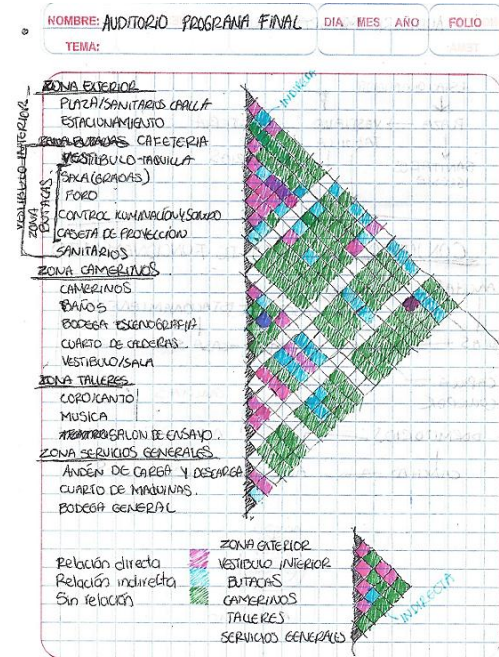 NOMBRE: AUDITORIO PROGRAMA FINAL DIA MES AÑO FOLIO
TEMA:
INDIRECTA
ZONA EXTERIOR
PLAZA/SANITARIOS CAPILLA
ESTACIONAMIENTO
CAFETERIA
VESTIBULO-TAQUILLA
SALA(GRADAS)
FORO
CONTROL ILUMINACION Y SONIDO
CASETA DE PROYECCIÓN
SANITARIOS
VESTIBULO INTERIOR
ZONA BUTACAS
ZONA CAMERINOS
CAMERINOS
BAÑOS
BODEGA ESCENOGRAFIA
CUARTO DE CALDERAS
VESTIBULO/SALA
ZONA TALLERES
CORO/CANTO
MUSICA
SALON DE ENSAYO.
ZONA SERVICIOS GENERALES
ANDÉN DE CARGA Y DESCARGA
CUARTO DE MAQUINAS.
BODEGA GENERAL
Relación directa
Relación indirecta
Sin relación
ZONA EXTERIOR
VESTIBULO INTERIOR
BUTACAS
CAMERINOS
TALLERES
SERVICIOS GENERALES
INDIRECTA